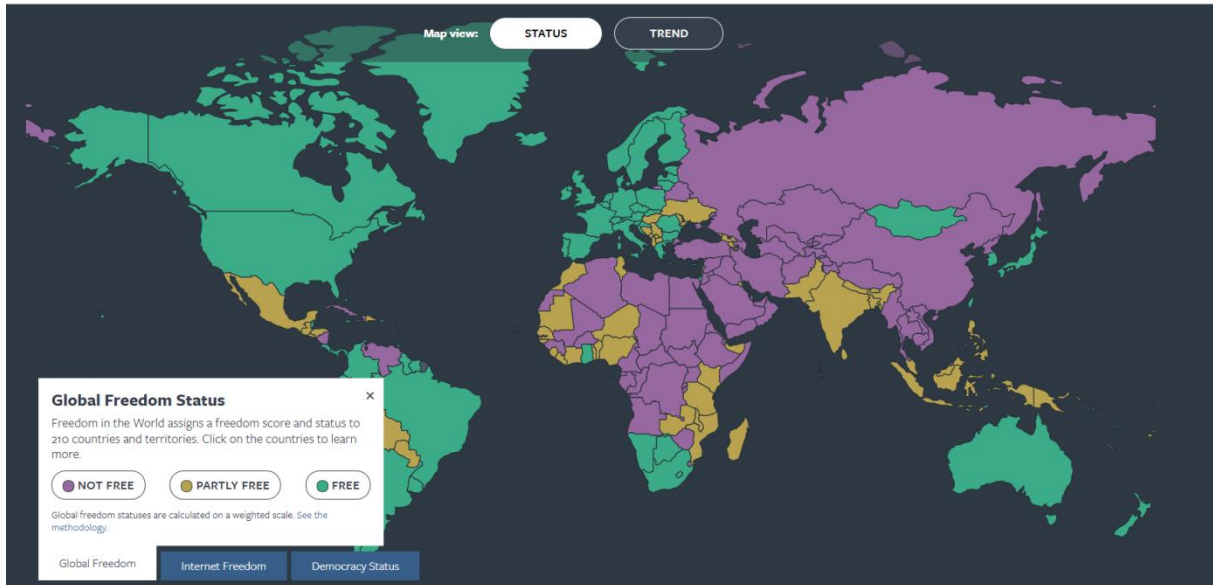 Map view:
STATUS
TREND
Global Freedom Status
×
Freedom in the World assigns a freedom score and status to
210 countries and territories. Click on the countries to learn
more.
NOT FREE
PARTLY FREE
FREE
Global freedom statuses are calculated on a weighted scale. See the
methodology.
Global Freedom
Internet Freedom
Democracy Status